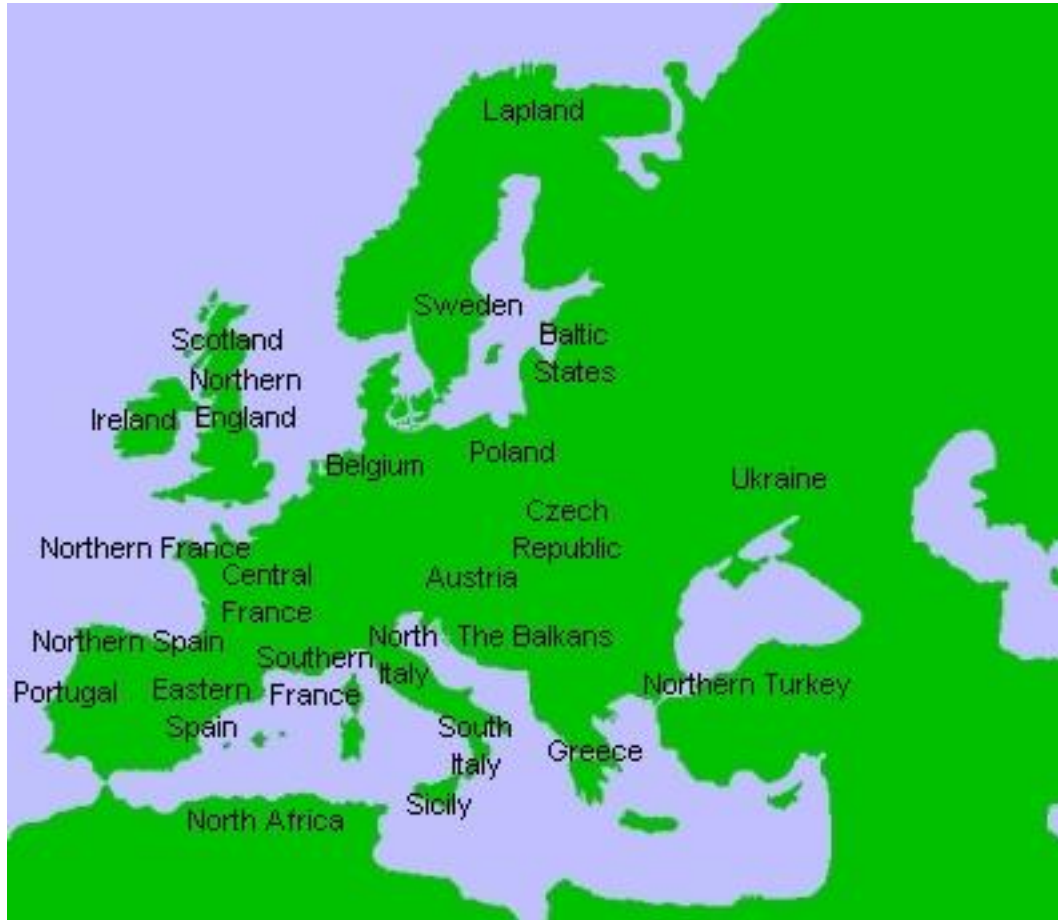 Lapland
Sweden
Baltic
States
Scotland
Northern
England
Ireland
Belgium
Poland
Ukraine
Czech
Republic
Northern France
Central
France
Austria
Northern Spain
North
Italy
The Balkans
Southern
France
Portugal
Eastern
Spain
Northern Turkey
South
Italy
Greece
Sicily
North Africa